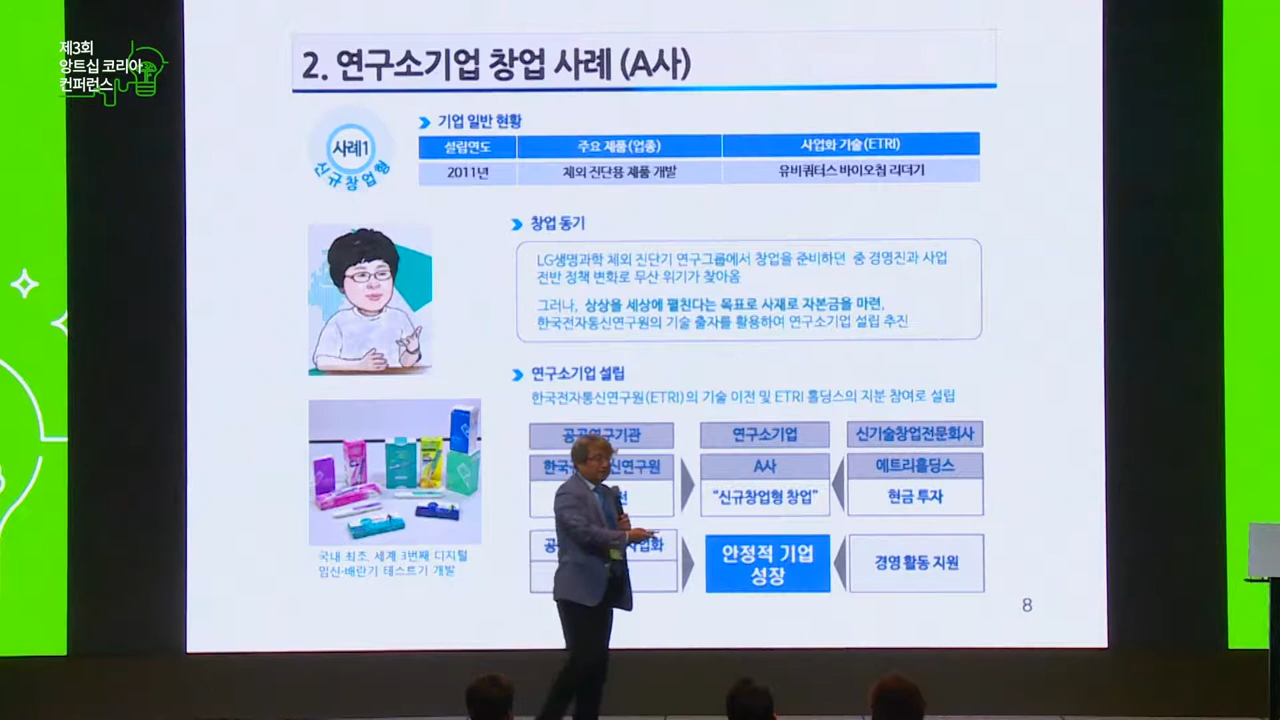 제3회
앙트십 코리아
컨퍼런스
2. 연구소기업 창업 사례 (A사)
사례1
신규창업형
기업 일반 현황
설립연도 주요 제품(업종) 사업화 기술(ETRI)
2011년 체외 진단용 제품 개발 유비쿼터스 바이오칩 리더기
창업 동기
LG생명과학 체외 진단기 연구그룹에서 창업을 준비하던 중 경영진과 사업
전반 정책 변화로 무산 위기가 찾아옴
그러나, 상상을 세상에 펼친다는 목표로 사재로 자본금을 마련,
한국전자통신연구원의 기술 출자를 활용하여 연구소기업 설립 추진
연구소기업 설립
한국전자통신연구원(ETRI)의 기술 이전 및 ETRI 홀딩스의 지분 참여로 설립
공공연구기관 연구소기업 신기술창업전문회사
한국 신연구원 A사 에트리홀딩스
"신규창업형 창업" 현금 투자
사업화 안정적 기업
성장
경영 활동 지원
국내 최초, 세계 3번째 디지털
임신·배란기 테스트기 개발
8